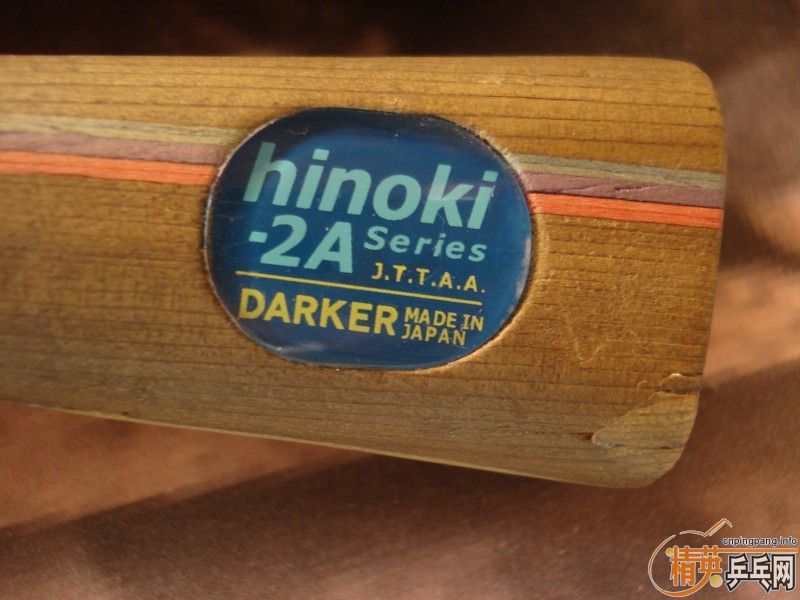 hinoki
-2A Series
J.T.T.A.A.
DARKER MADE IN
JAPAN
cnpingpang.info
精英乒乓网